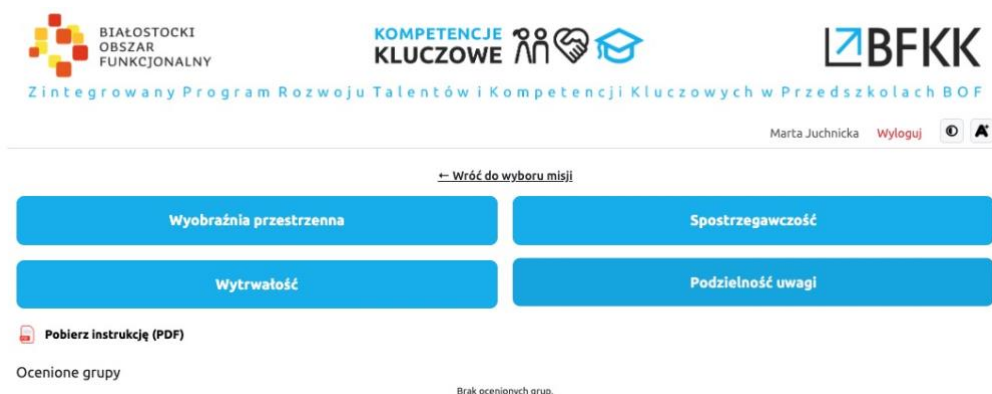 BIAŁOSTOCKI
OBSZAR
FUNKCJONALNY
KOMPETENCJE
KLUCZOWE
BFKK
Zintegrowany Program Rozwoju Talentów i Kompetencji Kluczowych w Przedszkolach BOF
Marta Juchnicka Wyloguj A+
← Wróć do wyboru misji
Wyobraźnia przestrzenna Spostrzegawczość
Wytrwałość Podzielność uwagi
Pobierz instrukcję (PDF)
Ocenione grupy
Brak ocenionych grup.